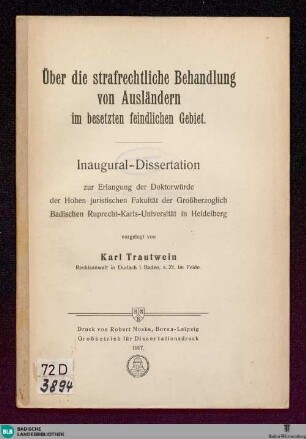 Über die strafrechtliche Behandlung
von Ausländern
im besetzten feindlichen Gebiet.
Inaugural-Dissertation
zur Erlangung der Doktorwürde
der Hohen juristischen Fakultät der Großherzoglich
Badischen Ruprecht-Karls-Universität in Heidelberg
vorgelegt von
Karl Trautwein
Rechtsanwalt in Durlach i. Baden, z. Zt. im Felde.
Druck von Robert Noske, Borna-Leipzig
Großbetrieb für Dissertationsdruck
1917.
72 D
3894
BLB
BADISCHE
LANDESBIBLIOTHEK
Baden-Württemberg